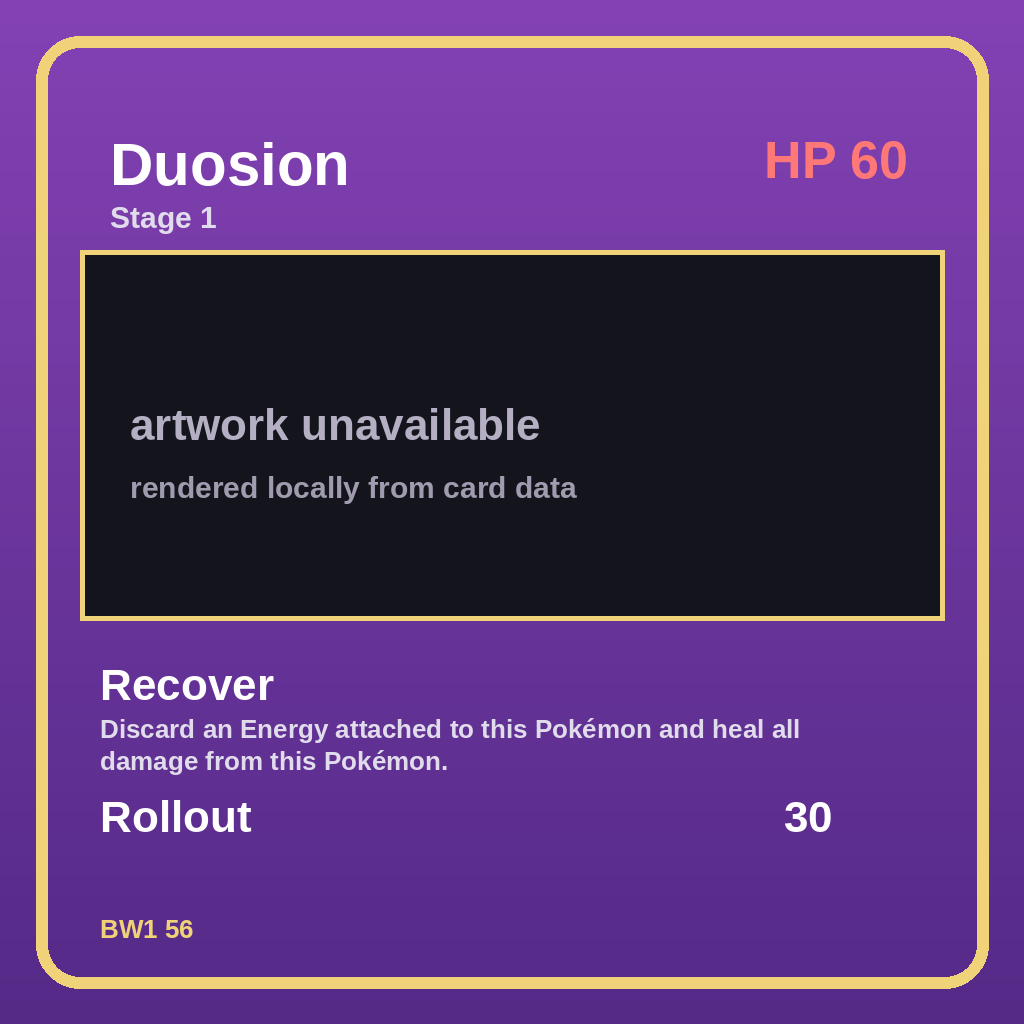 Duosion
HP 60
Stage 1
artwork unavailable
rendered locally from card data
Recover
Discard an Energy attached to this Pokémon and heal all
damage from this Pokémon.
Rollout
30
BW1 56